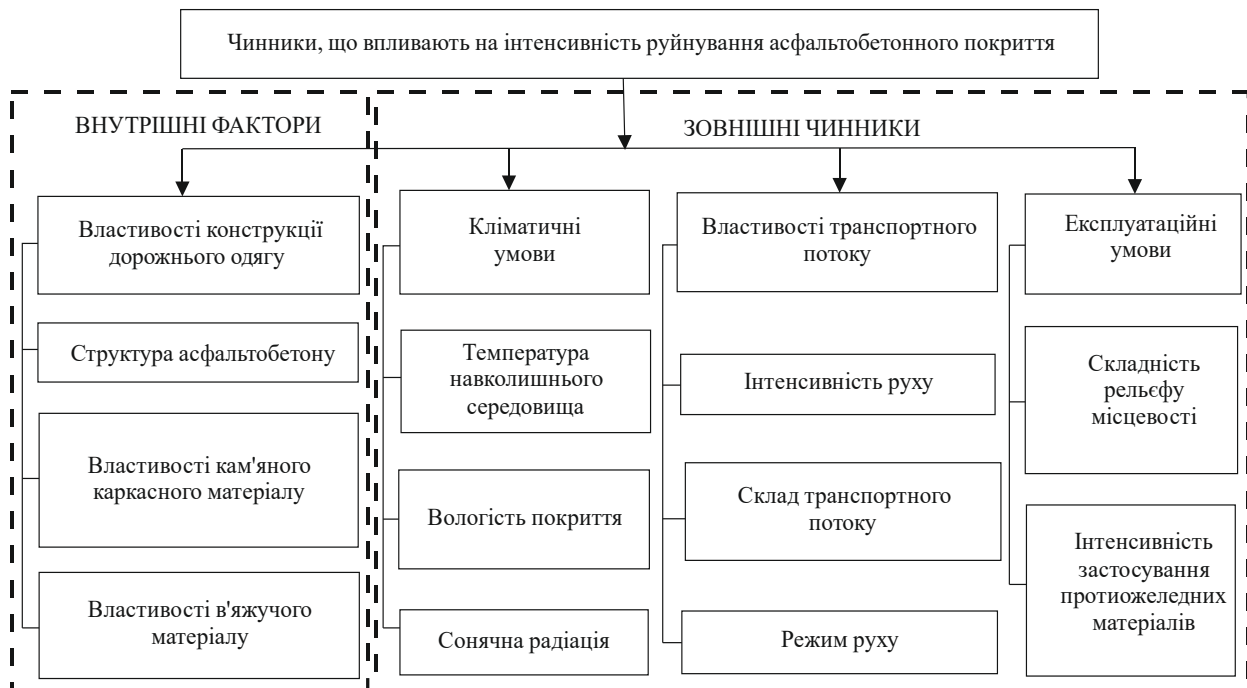 Чинники, що впливають на інтенсивність руйнування асфальтобетонного покриття
ВНУТРІШНІ ФАКТОРИ
Властивості конструкції
дорожнього одягу
Структура асфальтобетону
Властивості кам'яного
каркасного матеріалу
Властивості в'яжучого
матеріалу
ЗОВНІШНІ ЧИННИКИ
Кліматичні
умови
Температура
навколишнього
середовища
Вологість покриття
Сонячна радіація
Властивості транспортного
потоку
Інтенсивність руху
Склад транспортного
потоку
Режим руху
Експлуатаційні
умови
Складність
рельєфу
місцевості
Інтенсивність
застосування
протиожеледних
матеріалів